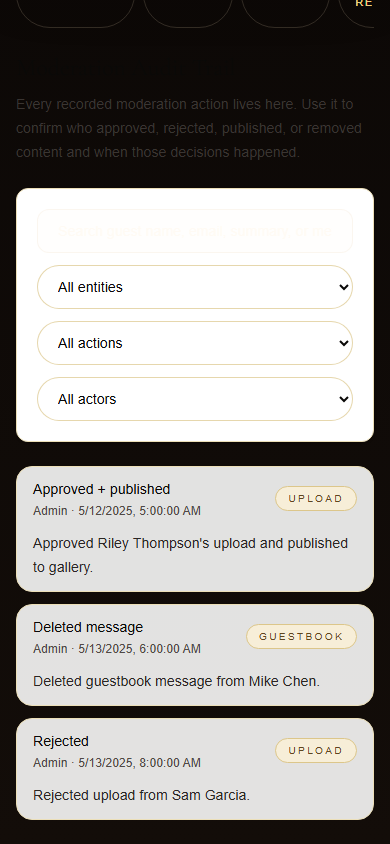 RE
Every recorded moderation action lives here. Use it to
confirm who approved, rejected, published, or removed
content and when those decisions happened.
All entities
All actions
All actors
Approved + published
UPLOAD
Admin · 5/12/2025, 5:00:00 AM
Approved Riley Thompson's upload and published
to gallery.
Deleted message
GUESTBOOK
Admin · 5/13/2025, 6:00:00 AM
Deleted guestbook message from Mike Chen.
Rejected
UPLOAD
Admin · 5/13/2025, 8:00:00 AM
Rejected upload from Sam Garcia.